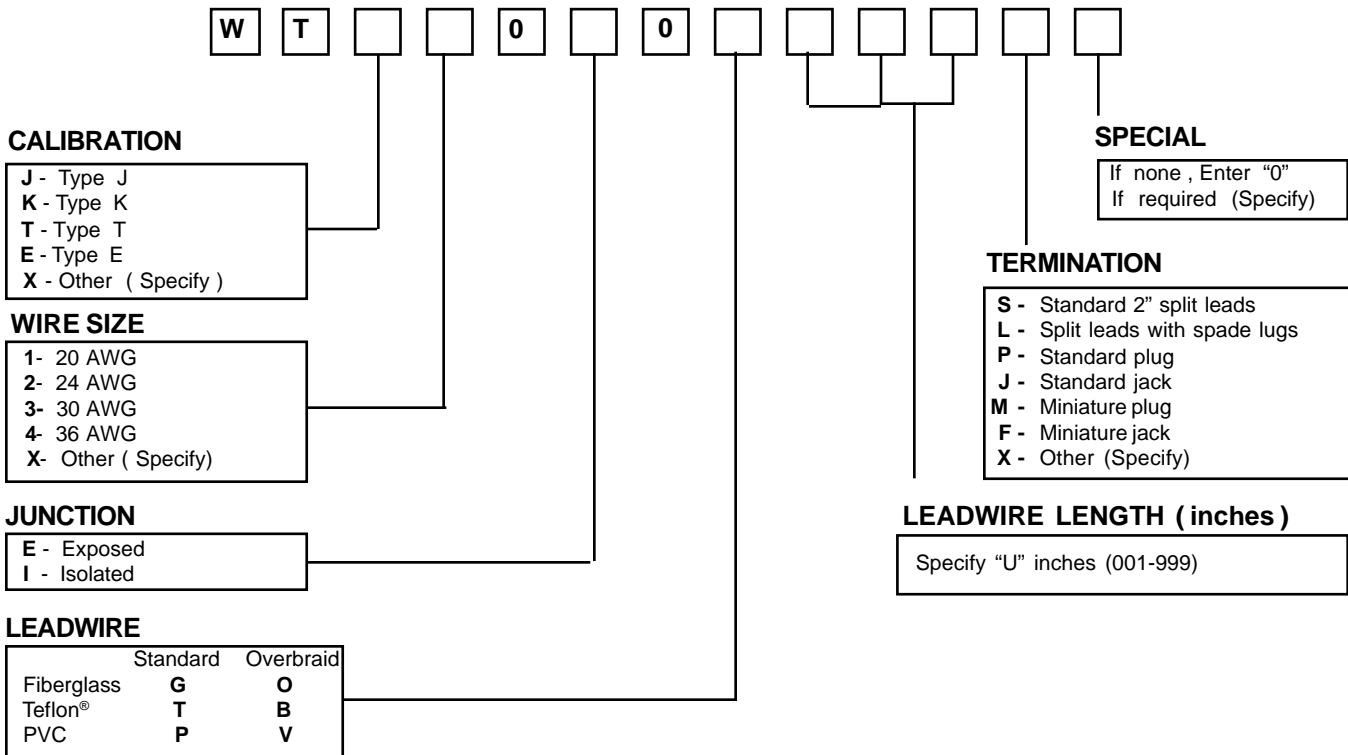 W T 0 0
CALIBRATION
J - Type J
K - Type K
T - Type T
E - Type E
X - Other ( Specify )
WIRE SIZE
1- 20 AWG
2- 24 AWG
3- 30 AWG
4- 36 AWG
X- Other ( Specify)
JUNCTION
E - Exposed
I - Isolated
LEADWIRE
Standard Overbraid
Fiberglass G O
Teflon® T B
PVC P V
SPECIAL
If none , Enter “0”
If required (Specify)
TERMINATION
S - Standard 2” split leads
L - Split leads with spade lugs
P - Standard plug
J - Standard jack
M - Miniature plug
F - Miniature jack
X - Other (Specify)
LEADWIRE LENGTH ( inches )
Specify “U” inches (001-999)